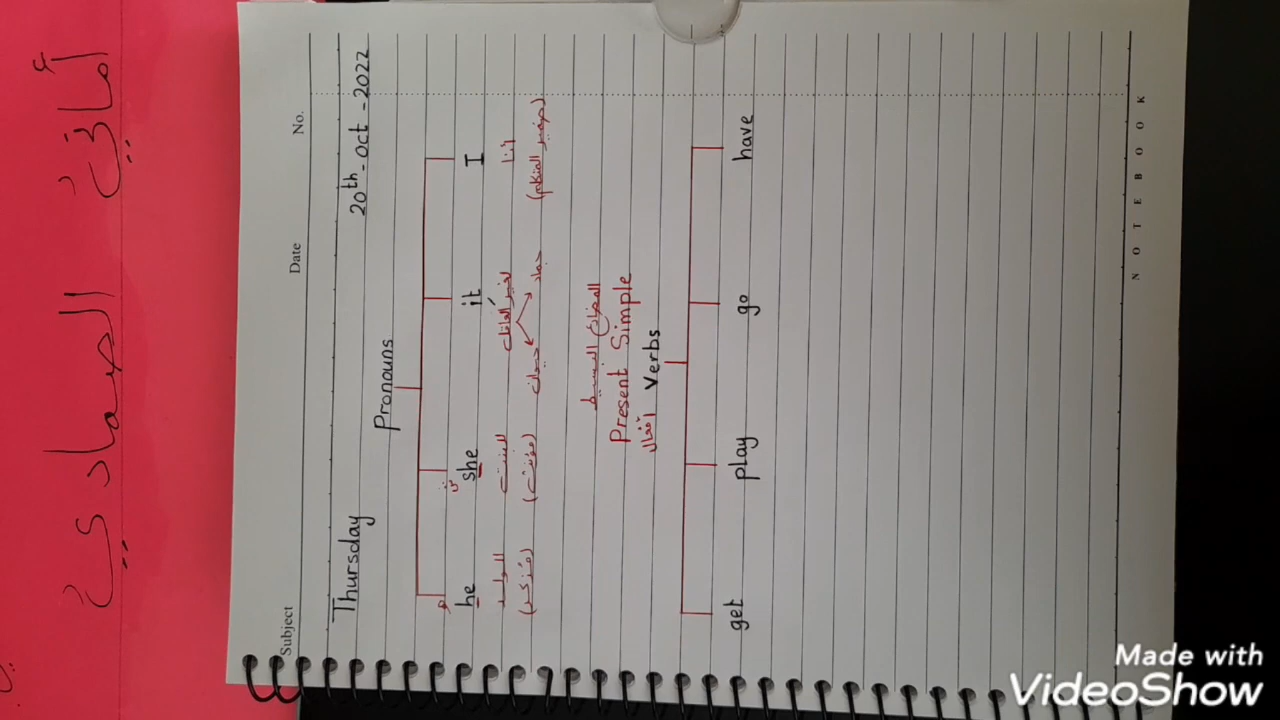 أماني الصمادي
Subject
Date
No.
Thursday 20th - oct - 2022
Pronouns
he she it I
الولد للبنت لغير العاقل أنا
(مذكر) (مؤنث) حيوان جماد (ضمير المتكلم)
المضارع البسيط
Present Simple
أفعال Verbs
get play go have
NOTEBOOK
Made with
VideoShow